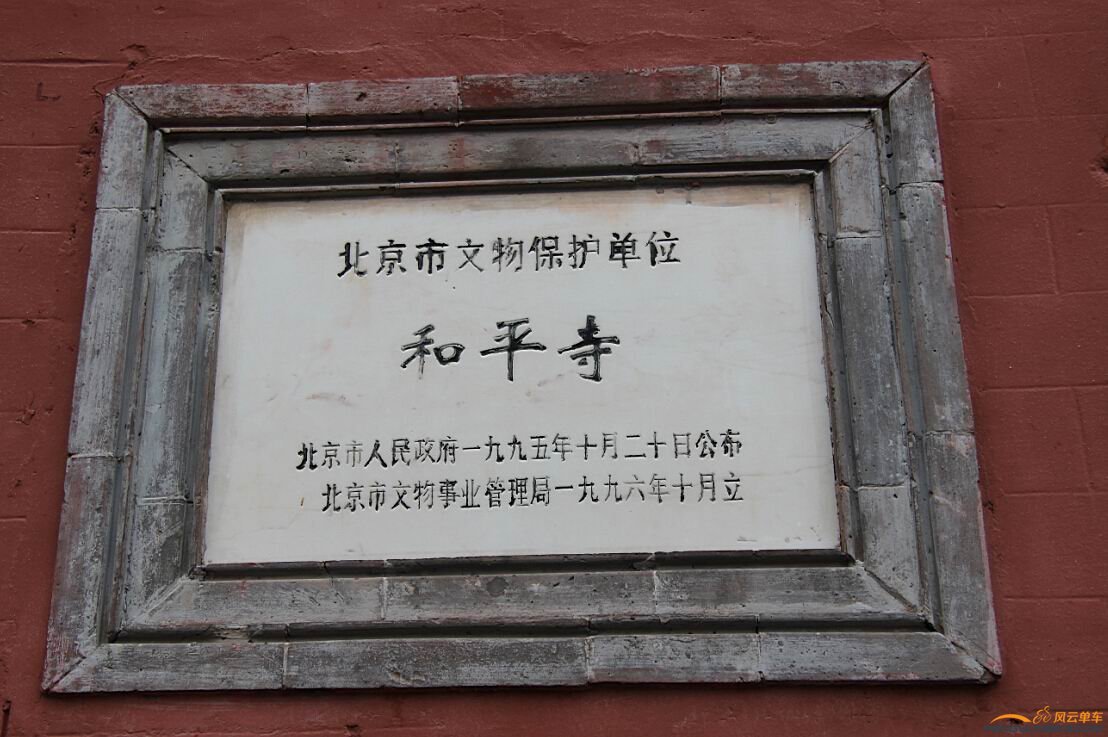 北京市文物保护单位
和平寺
北京市人民政府一九九五年十月二十日公布
北京市文物事业管理局一九九六年十月立
风云单车